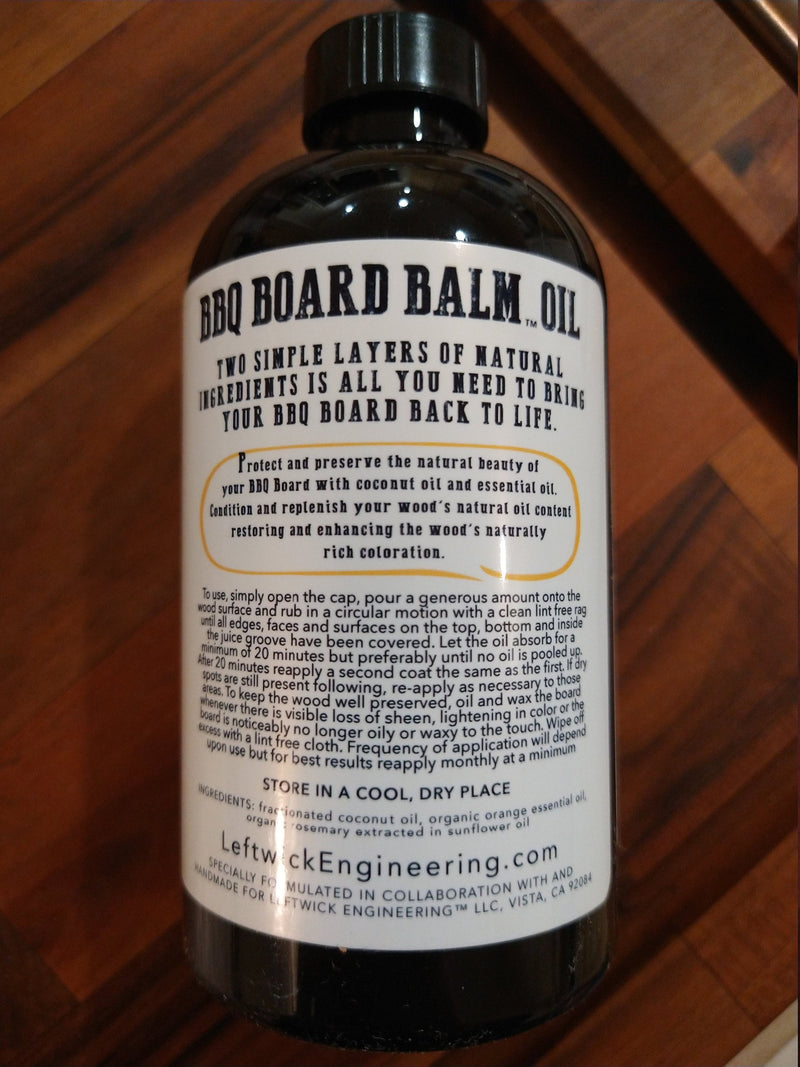 BBQ BOARD BALM™ OIL
TWO SIMPLE LAYERS OF NATURAL
INGREDIENTS IS ALL YOU NEED TO BRING
YOUR BBQ BOARD BACK TO LIFE.
Protect and preserve the natural beauty of
your BBQ Board with coconut oil and essential oil.
Condition and replenish your wood's natural oil content
restoring and enhancing the wood's naturally
rich coloration.
To use, simply open the cap, pour a generous amount onto the
wood surface and rub in a circular motion with a clean lint free rag
until all edges, faces and surfaces on the top, bottom and inside
the juice groove have been covered. Let the oil absorb for a
minimum of 20 minutes but preferably until no oil is pooled up.
After 20 minutes reapply a second coat the same as the first. If dry
spots are still present following, re-apply as necessary to those
areas. To keep the wood well preserved, oil and wax the board
whenever there is visible loss of sheen, lightening in color or the
board is noticeably no longer oily or waxy to the touch. Wipe off
excess with a lint free cloth. Frequency of application will depend
upon use but for best results reapply monthly at a minimum
STORE IN A COOL, DRY PLACE
INGREDIENTS: fractionated coconut oil, organic orange essential oil,
organic rosemary extracted in sunflower oil
LeftwickEngineering.com
SPECIALLY FORMULATED IN COLLABORATION WITH AND
HANDMADE FOR LEFTWICK ENGINEERING™ LLC, VISTA, CA 92084